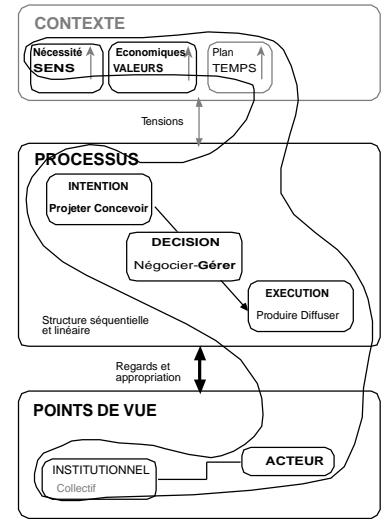 CONTEXTE
Nécessité
SENS
Economiques
VALEURS
Plan
TEMPS
Tensions
PROCESSUS
INTENTION
Projeter Concevoir
DECISION
Négocier-Gérer
EXECUTION
Produire Diffuser
Structure séquentielle
et linéaire
Regards et
appropriation
POINTS DE VUE
INSTITUTIONNEL
Collectif
ACTEUR